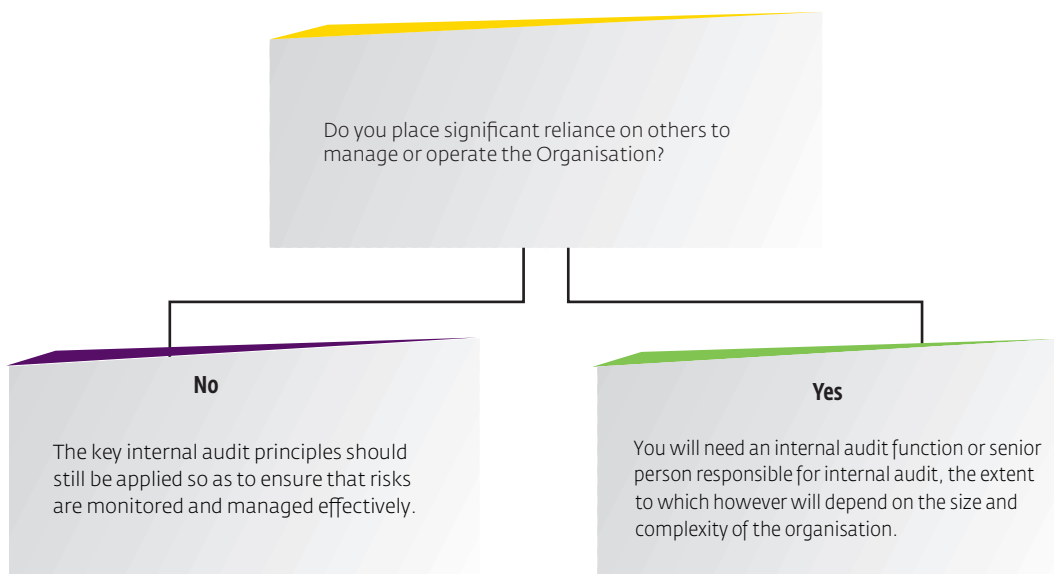 Do you place significant reliance on others to
manage or operate the Organisation?
No
The key internal audit principles should
still be applied so as to ensure that risks
are monitored and managed effectively.
Yes
You will need an internal audit function or senior
person responsible for internal audit, the extent
to which however will depend on the size and
complexity of the organisation.